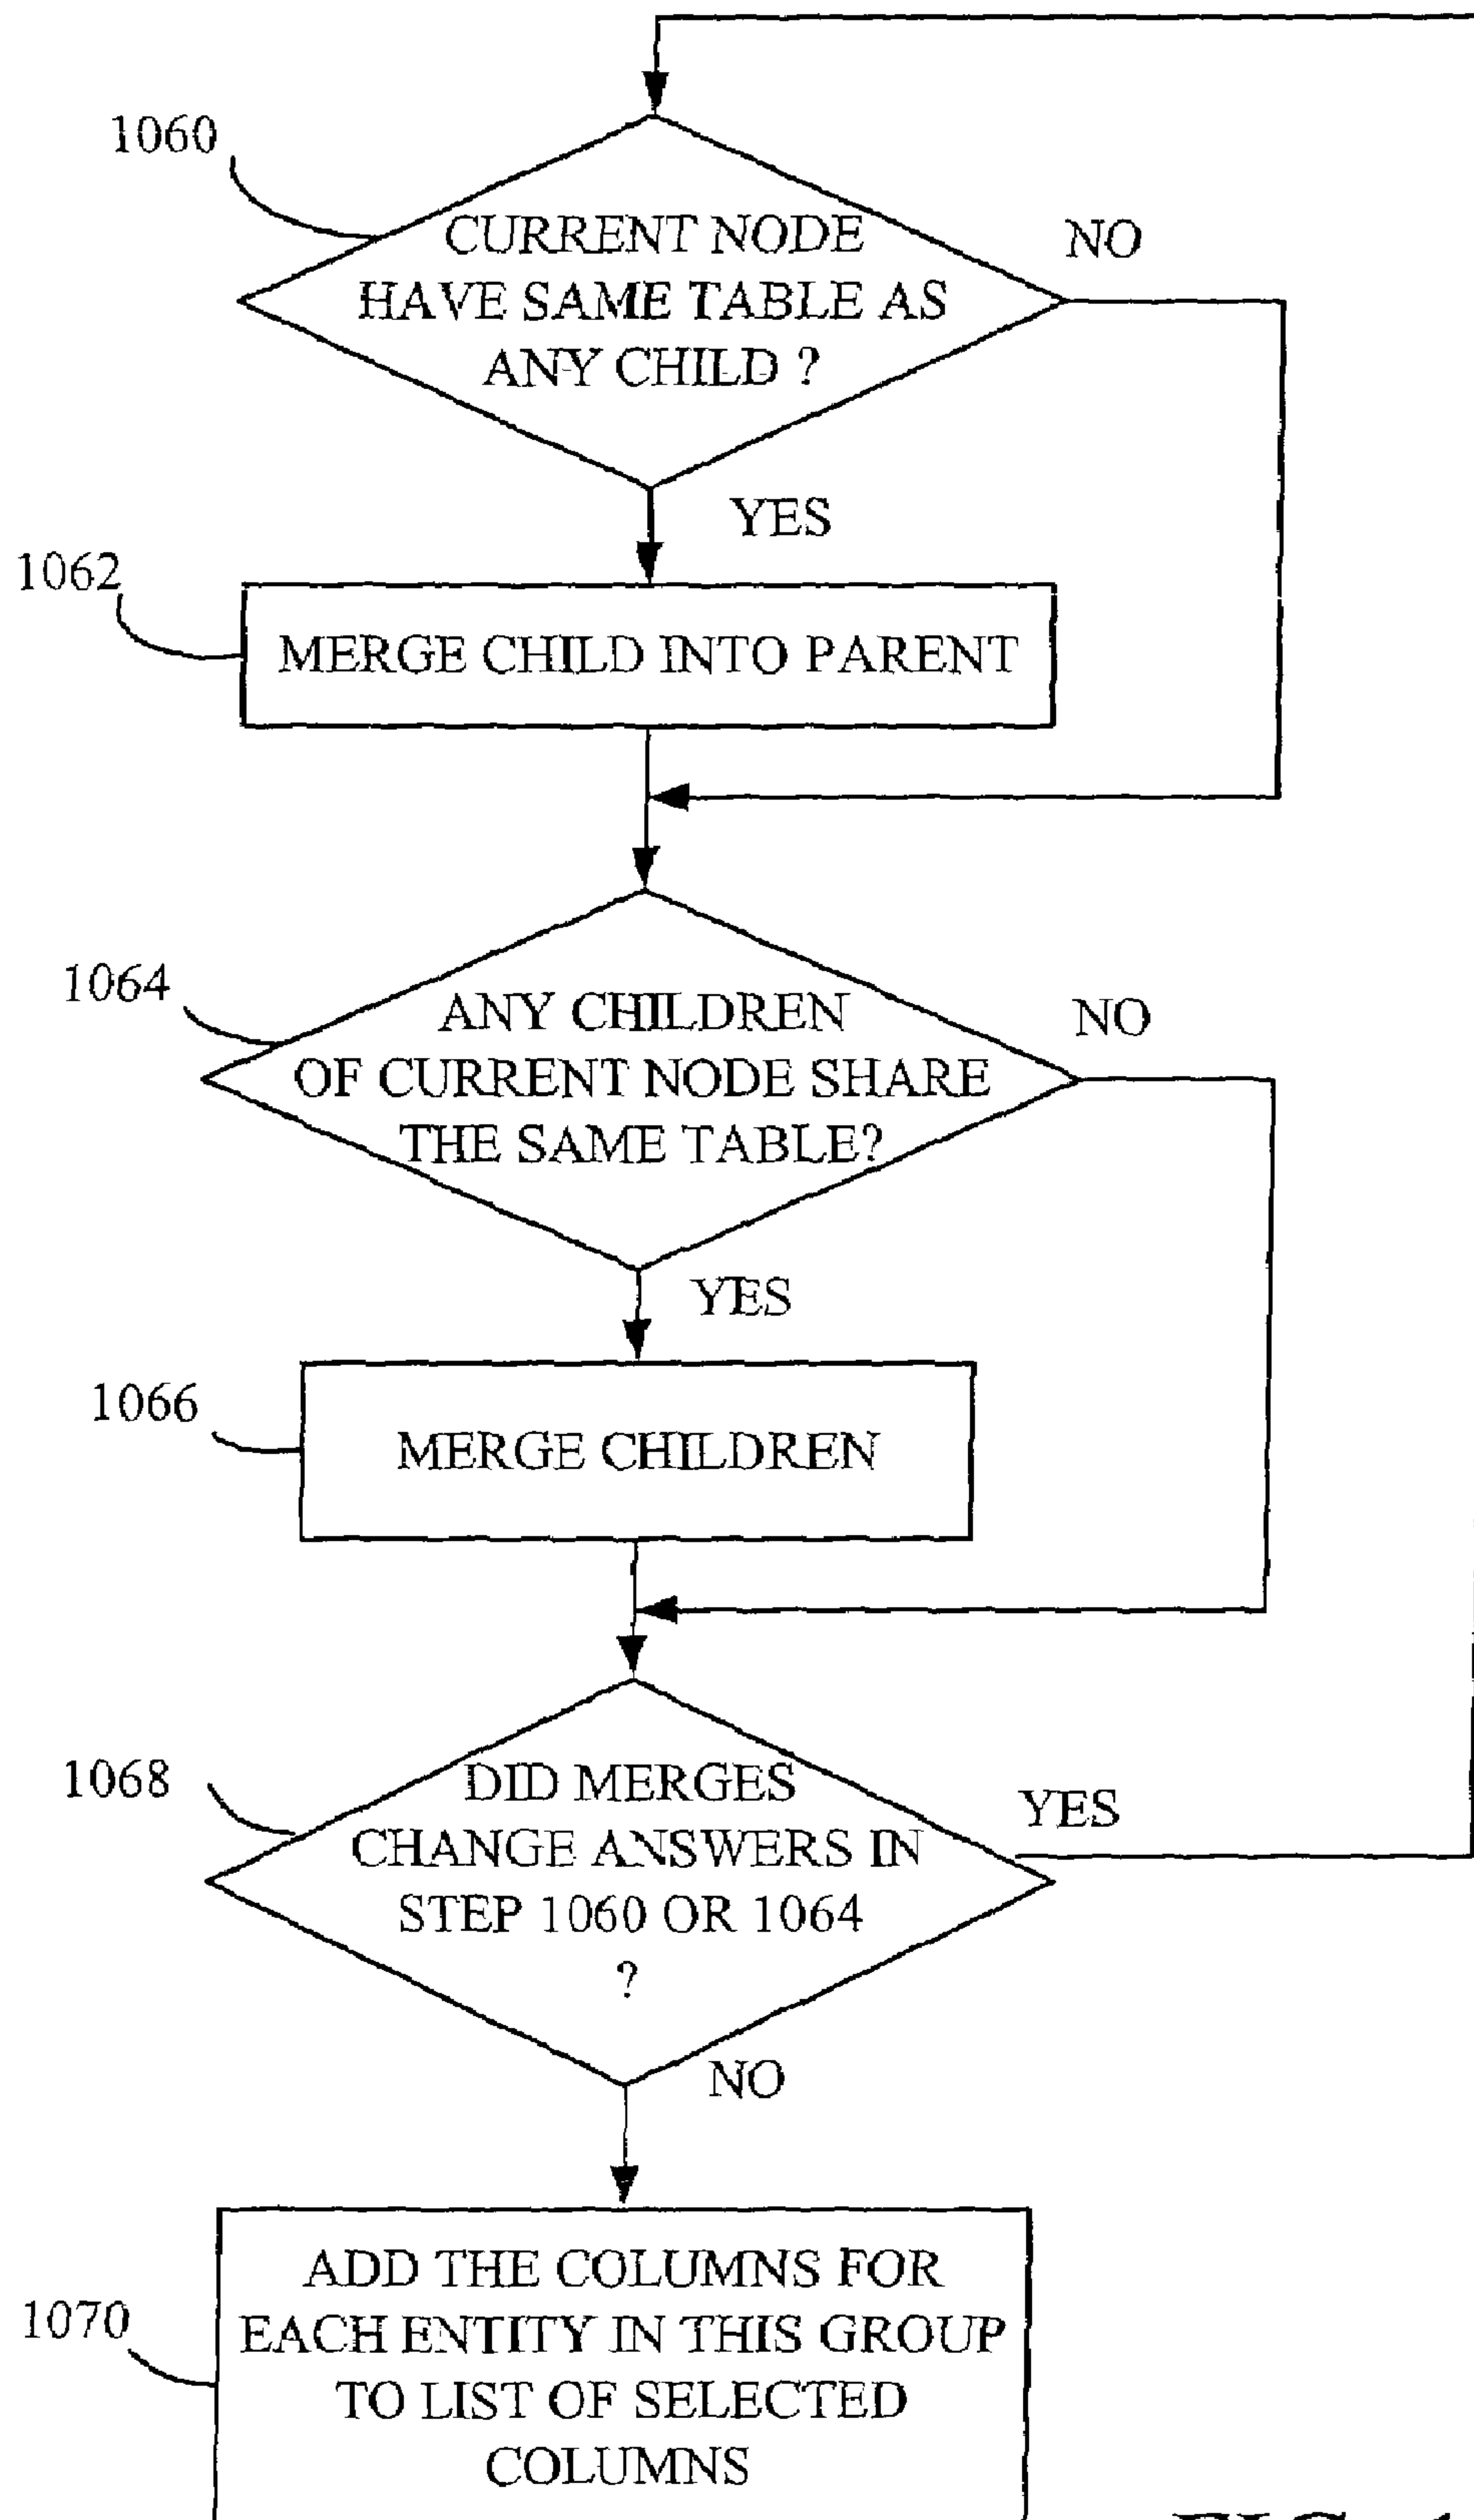 1060
CURRENT NODE
HAVE SAME TABLE AS
ANY CHILD ?
NO
YES
1062
MERGE CHILD INTO PARENT
1064
ANY CHILDREN
OF CURRENT NODE SHARE
THE SAME TABLE?
NO
YES
1066
MERGE CHILDREN
1068
DID MERGES
CHANGE ANSWERS IN
STEP 1060 OR 1064
?
YES
NO
1070
ADD THE COLUMNS FOR
EACH ENTITY IN THIS GROUP
TO LIST OF SELECTED
COLUMNS